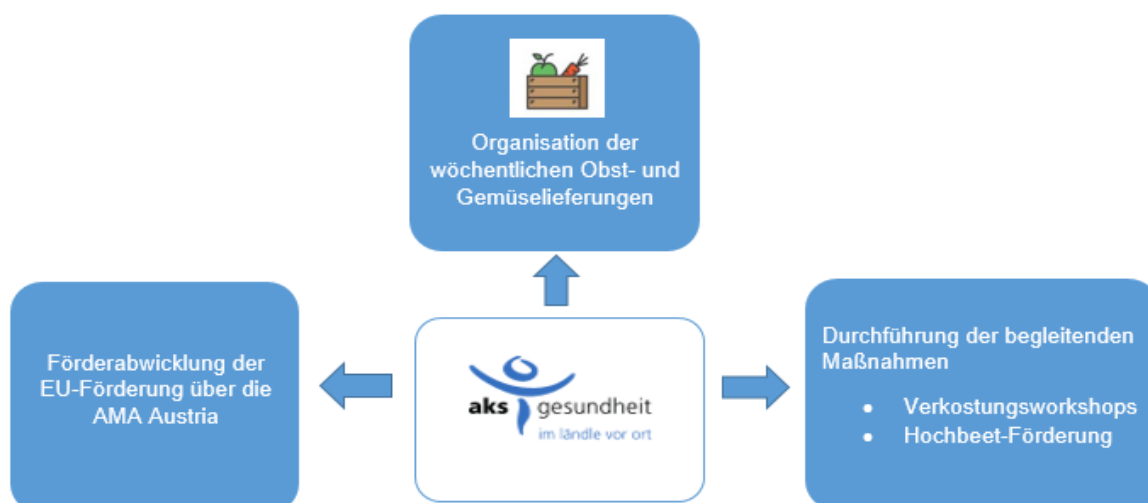 Organisation der
wöchentlichen Obst- und
Gemüselieferungen
Förderabwicklung der
EU-Förderung über die
AMA Austria
aks gesundheit
im ländle vor ort
Durchführung der begleitenden
Maßnahmen
• Verkostungsworkshops
• Hochbeet-Förderung